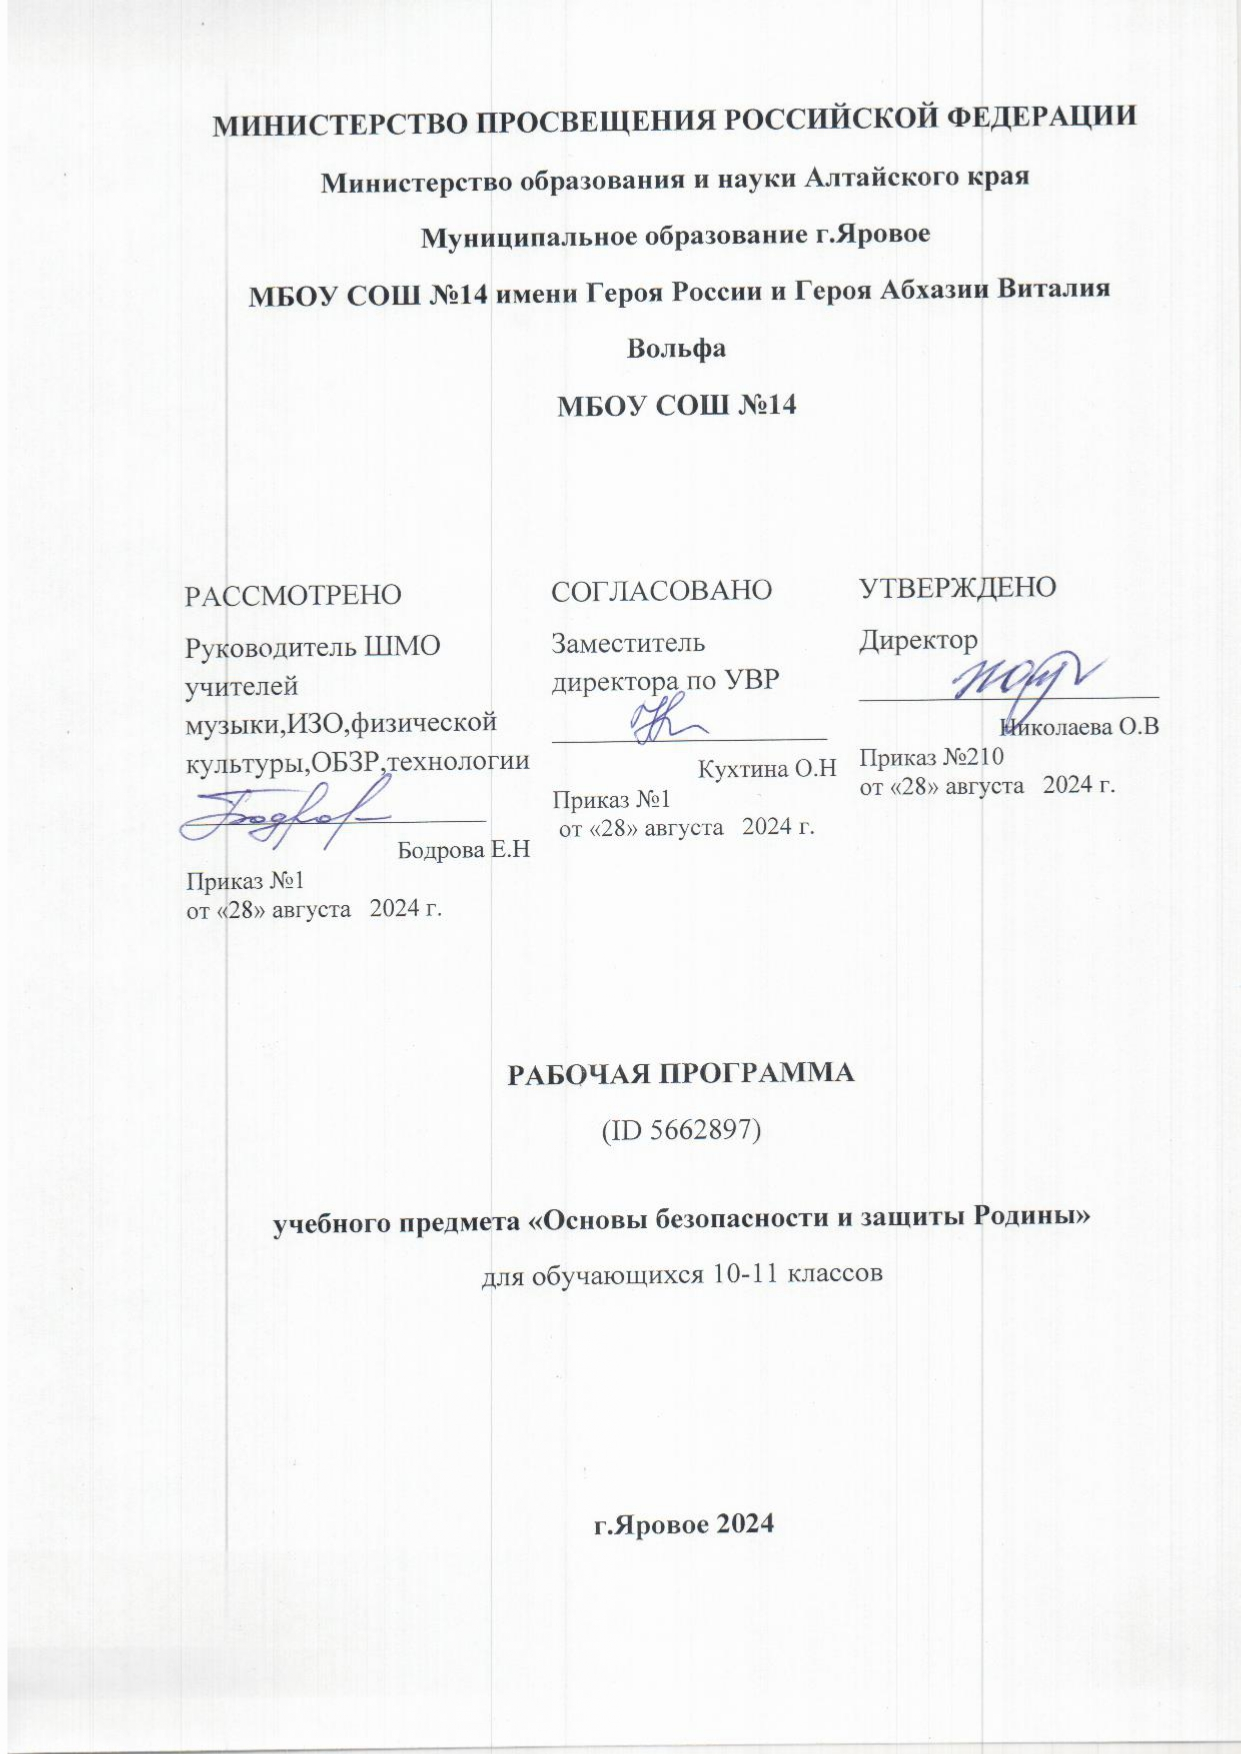 МИНИСТЕРСТВО ПРОСВЕЩЕНИЯ РОССИЙСКОЙ ФЕДЕРАЦИИ
Министерство образования и науки Алтайского края
Муниципальное образование г.Яровое
МБОУ СОШ №14 имени Героя России и Героя Абхазии Виталия
Вольфа
МБОУ СОШ №14
РАССМОТРЕНО
Руководитель ШМО
учителей
музыки,ИЗО,физической
культуры,ОБЗР,технологии
Бодрова Е.Н
Приказ №1
от «28» августа 2024 г.
СОГЛАСОВАНО
Заместитель
директора по УВР
Кухтина О.Н
Приказ №1
от «28» августа 2024 г.
УТВЕРЖДЕНО
Директор
Николаева О.В
Приказ №210
от «28» августа 2024 г.
РАБОЧАЯ ПРОГРАММА
(ID 5662897)
учебного предмета «Основы безопасности и защиты Родины»
для обучающихся 10-11 классов
г.Яровое 2024